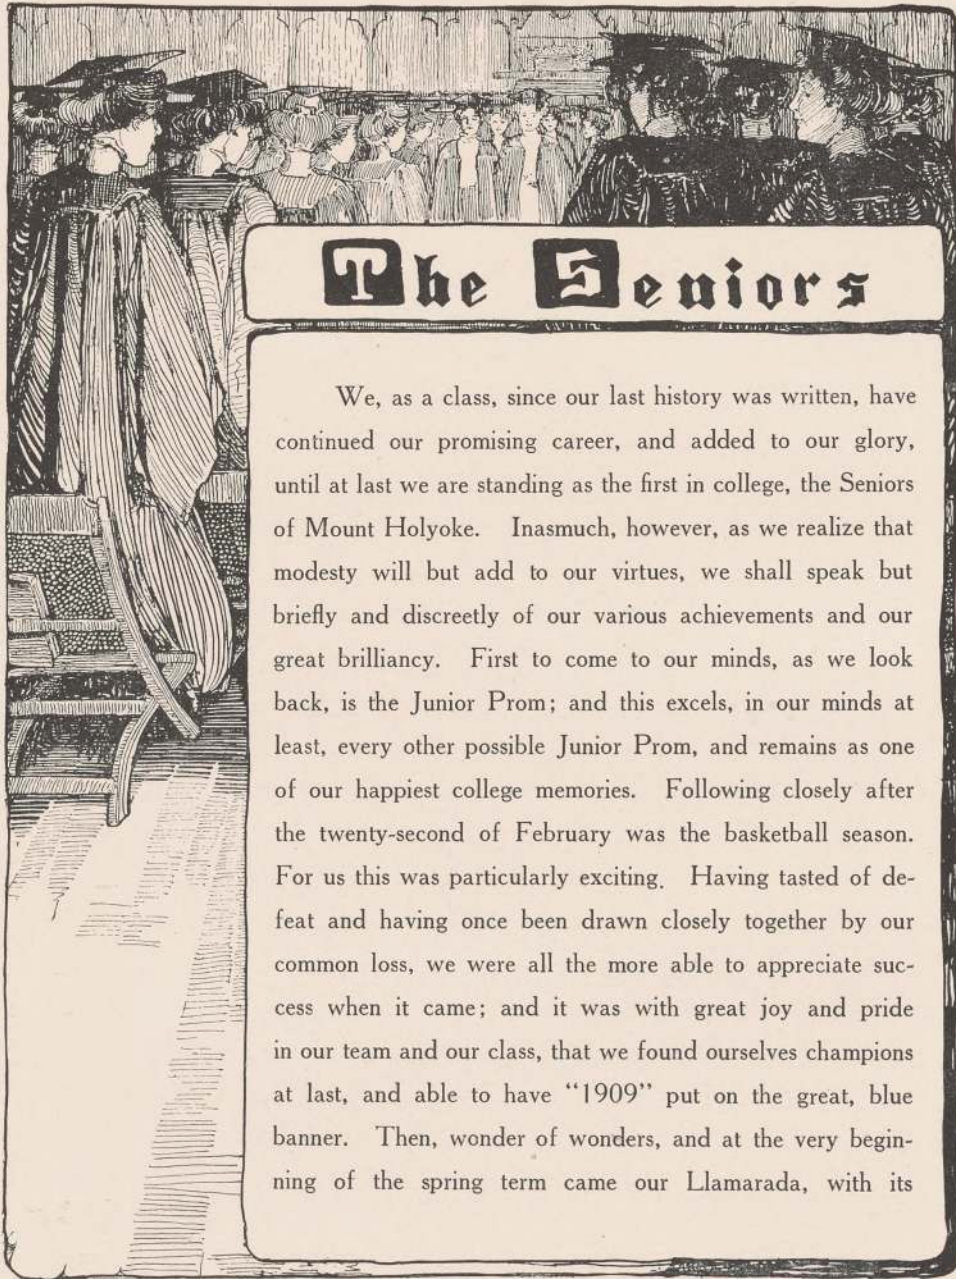 The Seniors
We, as a class, since our last history was written, have
continued our promising career, and added to our glory,
until at last we are standing as the first in college, the Seniors
of Mount Holyoke. Inasmuch, however, as we realize that
modesty will but add to our virtues, we shall speak but
briefly and discreetly of our various achievements and our
great brilliancy. First to come to our minds, as we look
back, is the Junior Prom; and this excels, in our minds at
least, every other possible Junior Prom, and remains as one
of our happiest college memories. Following closely after
the twenty-second of February was the basketball season.
For us this was particularly exciting. Having tasted of de-
feat and having once been drawn closely together by our
common loss, we were all the more able to appreciate suc-
cess when it came; and it was with great joy and pride
in our team and our class, that we found ourselves champions
at last, and able to have “1909” put on the great, blue
banner. Then, wonder of wonders, and at the very begin-
ning of the spring term came our Llamarada, with its